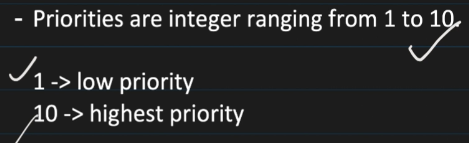 - Priorities are integer ranging from 1 to 10.
1 -> low priority
10 -> highest priority